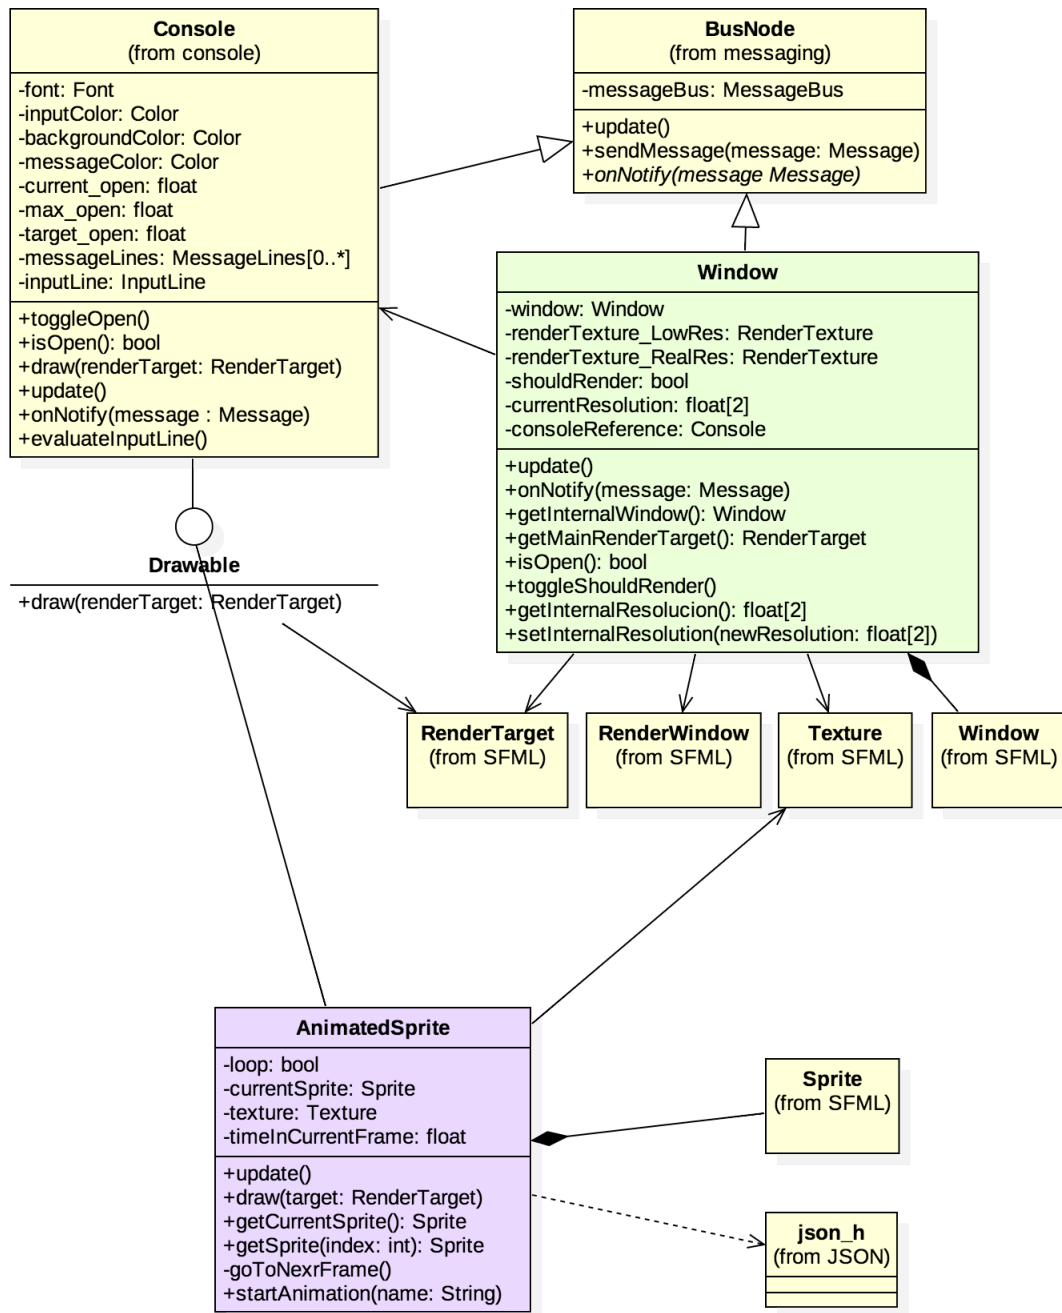 Console
(from console)
-font: Font
-inputColor: Color
-backgroundColor: Color
-messageColor: Color
-current_open: float
-max_open: float
-target_open: float
-messageLines: MessageLines[0..*]
-inputLine: InputLine
+toggleOpen()
+isOpen(): bool
+draw(renderTarget: RenderTarget)
+update()
+onNotify(message : Message)
+evaluateInputLine()
BusNode
(from messaging)
-messageBus: MessageBus
+update()
+sendMessage(message: Message)
+onNotify(message Message)
Window
-window: Window
-renderTexture_LowRes: RenderTexture
-renderTexture_RealRes: RenderTexture
-shouldRender: bool
-currentResolution: float[2]
-consoleReference: Console
+update()
+onNotify(message: Message)
+getInternalWindow(): Window
+getMainRenderTarget(): RenderTarget
+isOpen(): bool
+toggleShouldRender()
+getInternalResolucion(): float[2]
+setInternalResolution(newResolution: float[2])
Drawable
+draw(renderTarget: RenderTarget)
RenderTarget
(from SFML)
RenderWindow
(from SFML)
Texture
(from SFML)
Window
(from SFML)
AnimatedSprite
-loop: bool
-currentSprite: Sprite
-texture: Texture
-timeInCurrentFrame: float
+update()
+draw(target: RenderTarget)
+getCurrentSprite(): Sprite
+getSprite(index: int): Sprite
-goToNexrFrame()
+startAnimation(name: String)
Sprite
(from SFML)
json_h
(from JSON)